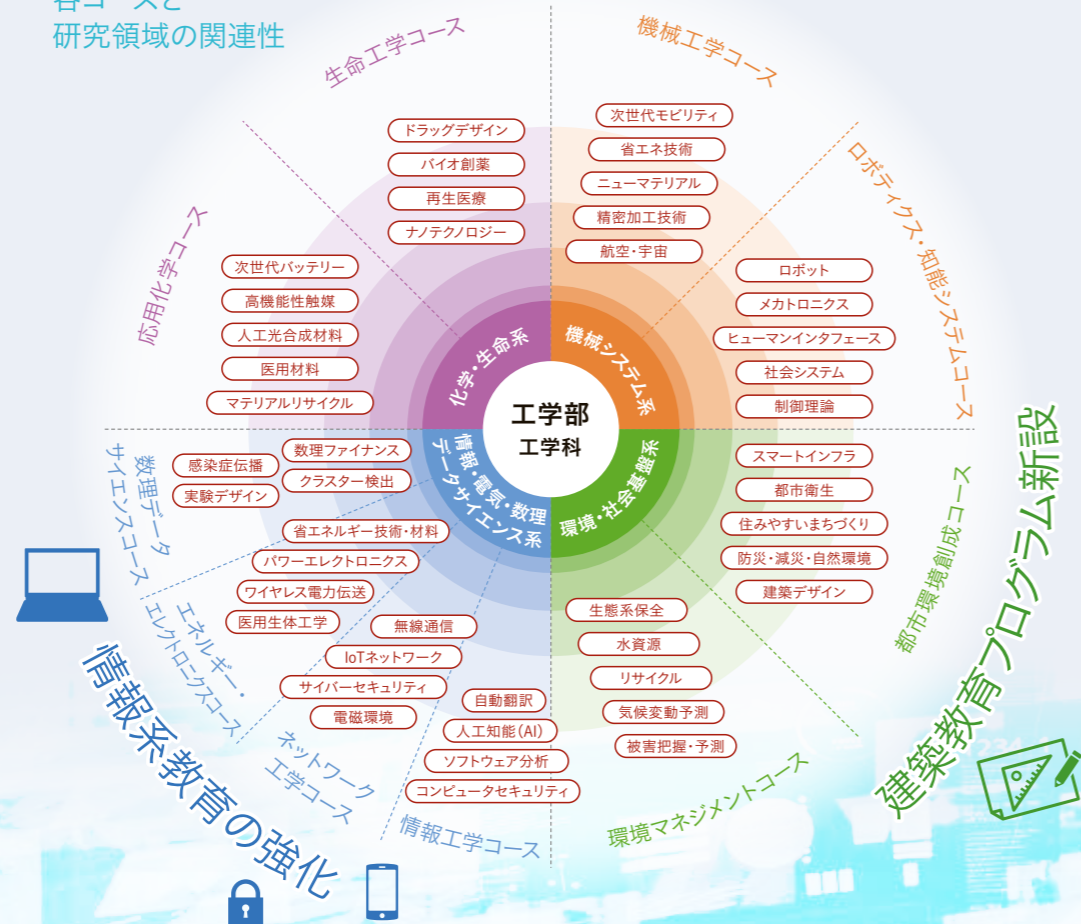 各コースと
研究領域の関連性
生命工学コース
ドラッグデザイン
バイオ創薬
再生医療
ナノテクノロジー
機械工学コース
次世代モビリティ
省エネ技術
ニューマテリアル
精密加工技術
航空・宇宙
ロボティクス・知能システムコース
ロボット
メカトロニクス
ヒューマンインタフェース
社会システム
制御理論
応用化学コース
次世代バッテリー
高機能性触媒
人工光合成材料
医用材料
マテリアルリサイクル
化学・生命系
機械システム系
工学部
工学科
情報・電気・数理
データサイエンス系
環境・社会基盤系
数理データ
サイエンスコース
数理ファイナンス
感染症伝播
クラスター検出
実験デザイン
エネルギー・
エレクトロニクスコース
省エネルギー技術・材料
パワーエレクトロニクス
ワイヤレス電力伝送
医用生体工学
ネットワーク
工学コース
無線通信
IoTネットワーク
サイバーセキュリティ
電磁環境
情報工学コース
自動翻訳
人工知能(AI)
ソフトウェア分析
コンピュータセキュリティ
都市環境創成コース
スマートインフラ
都市衛生
住みやすいまちづくり
防災・減災・自然環境
建築デザイン
環境マネジメントコース
生態系保全
水資源
リサイクル
気候変動予測
被害把握・予測
情報系教育の強化
建築教育プログラム新設